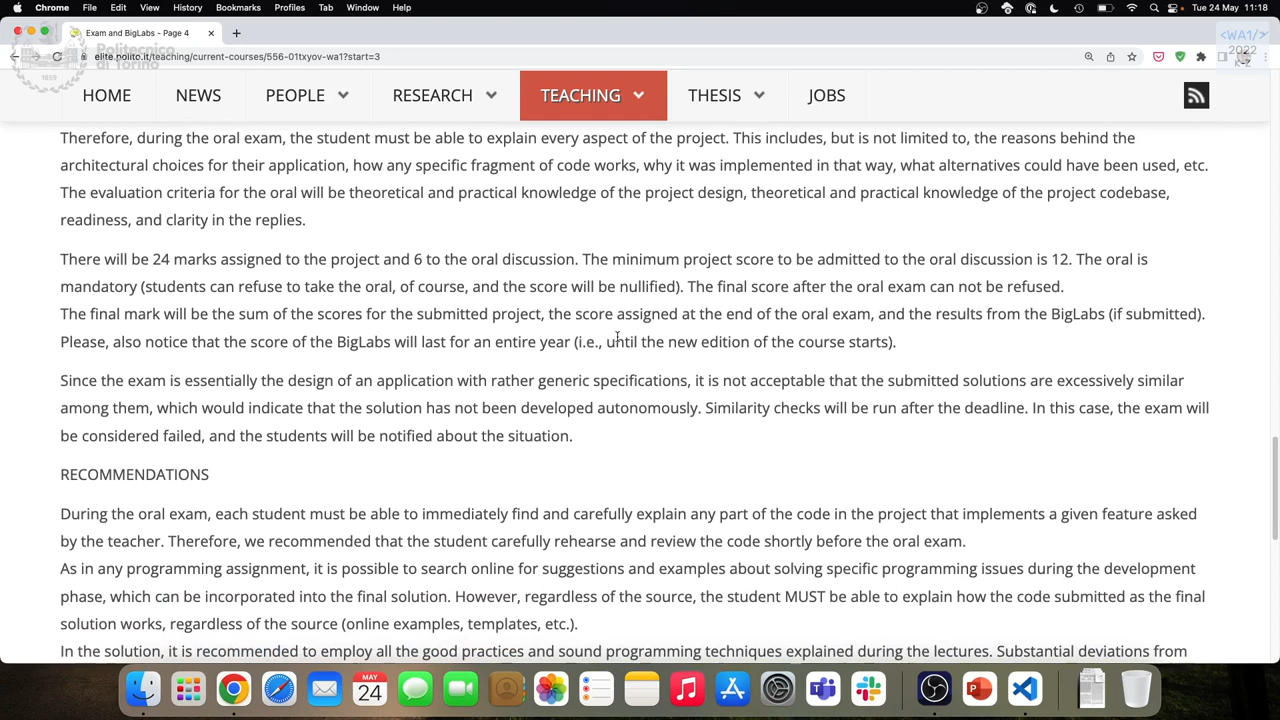 Chrome File Edit View History Bookmarks Profiles Tab Window Help Tue 24 May 11:18
Exam and BigLabs - Page 4
elite.polito.it/teaching/current-courses/556-01txyov-wa1?start=3
Politecnico
di Torino
1859
<WA1/>
2022
K-Z
HOME NEWS PEOPLE RESEARCH TEACHING THESIS JOBS
Therefore, during the oral exam, the student must be able to explain every aspect of the project. This includes, but is not limited to, the reasons behind the
architectural choices for their application, how any specific fragment of code works, why it was implemented in that way, what alternatives could have been used, etc.
The evaluation criteria for the oral will be theoretical and practical knowledge of the project design, theoretical and practical knowledge of the project codebase,
readiness, and clarity in the replies.
There will be 24 marks assigned to the project and 6 to the oral discussion. The minimum project score to be admitted to the oral discussion is 12. The oral is
mandatory (students can refuse to take the oral, of course, and the score will be nullified). The final score after the oral exam can not be refused.
The final mark will be the sum of the scores for the submitted project, the score assigned at the end of the oral exam, and the results from the BigLabs (if submitted).
Please, also notice that the score of the BigLabs will last for an entire year (i.e., until the new edition of the course starts).
Since the exam is essentially the design of an application with rather generic specifications, it is not acceptable that the submitted solutions are excessively similar
among them, which would indicate that the solution has not been developed autonomously. Similarity checks will be run after the deadline. In this case, the exam will
be considered failed, and the students will be notified about the situation.
RECOMMENDATIONS
During the oral exam, each student must be able to immediately find and carefully explain any part of the code in the project that implements a given feature asked
by the teacher. Therefore, we recommended that the student carefully rehearse and review the code shortly before the oral exam.
As in any programming assignment, it is possible to search online for suggestions and examples about solving specific programming issues during the development
phase, which can be incorporated into the final solution. However, regardless of the source, the student MUST be able to explain how the code submitted as the final
solution works, regardless of the source (online examples, templates, etc.).
In the solution, it is recommended to employ all the good practices and sound programming techniques explained during the lectures. Substantial deviations from
MAY
24